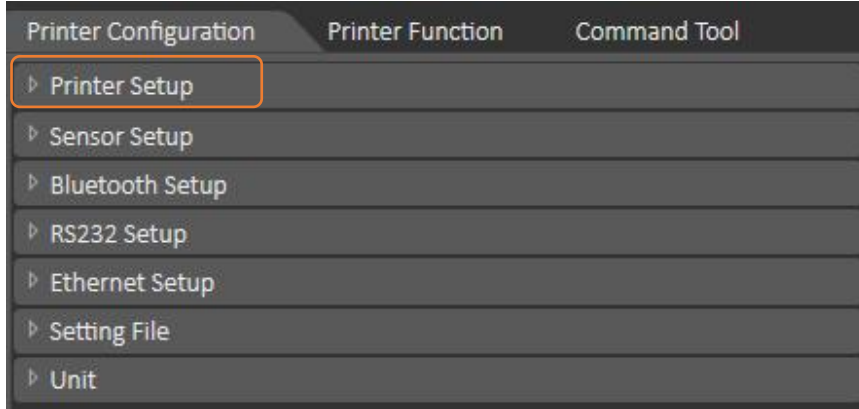 Printer Configuration Printer Function Command Tool
Printer Setup
Sensor Setup
Bluetooth Setup
RS232 Setup
Ethernet Setup
Setting File
Unit